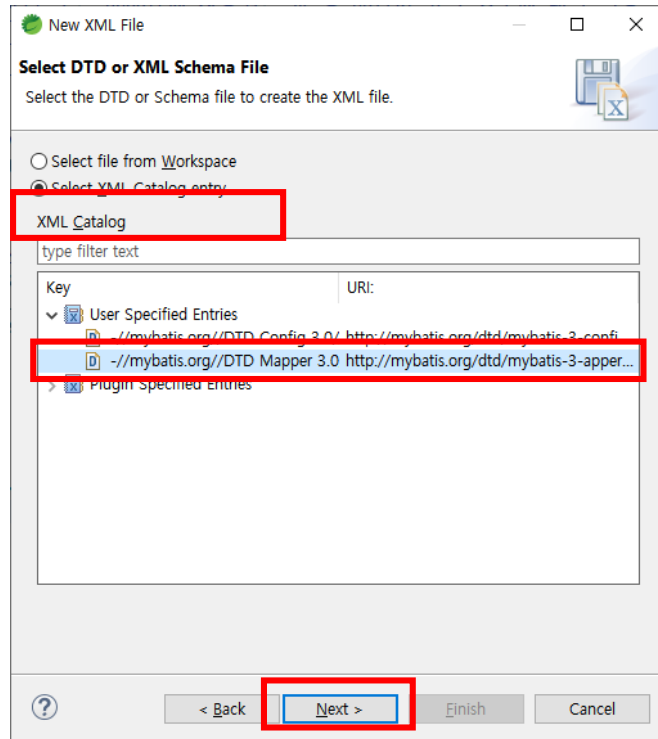 New XML File
Select DTD or XML Schema File
Select the DTD or Schema file to create the XML file.
Select file from Workspace
Select XML Catalog entry
XML Catalog
type filter text
Key URI:
User Specified Entries
-//mybatis.org//DTD Config 3.0/ http://mybatis.org/dtd/mybatis-3-confi
-//mybatis.org//DTD Mapper 3.0 http://mybatis.org/dtd/mybatis-3-apper...
Plugin Specified Entries
< Back Next > Finish Cancel